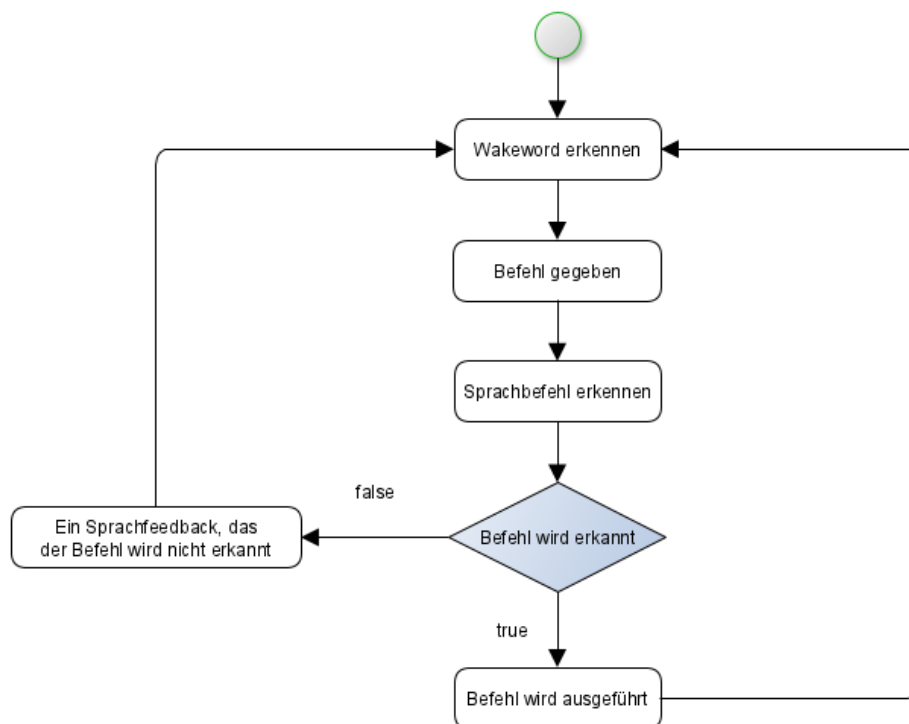 Wakeword erkennen
Befehl gegeben
Sprachbefehl erkennen
Befehl wird erkannt
false
Ein Sprachfeedback, das
der Befehl wird nicht erkannt
true
Befehl wird ausgeführt